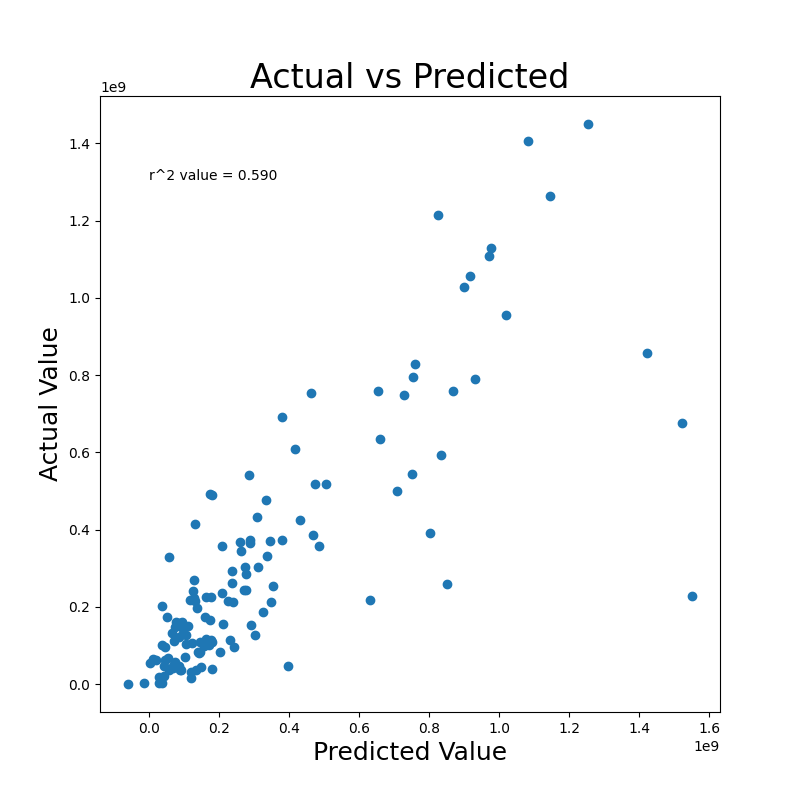 Actual vs Predicted
1e9
r^2 value = 0.590
1.4
1.2
1.0
0.8
0.6
0.4
0.2
0.0
Actual Value
0.0 0.2 0.4 0.6 0.8 1.0 1.2 1.4 1.6
1e9
Predicted Value